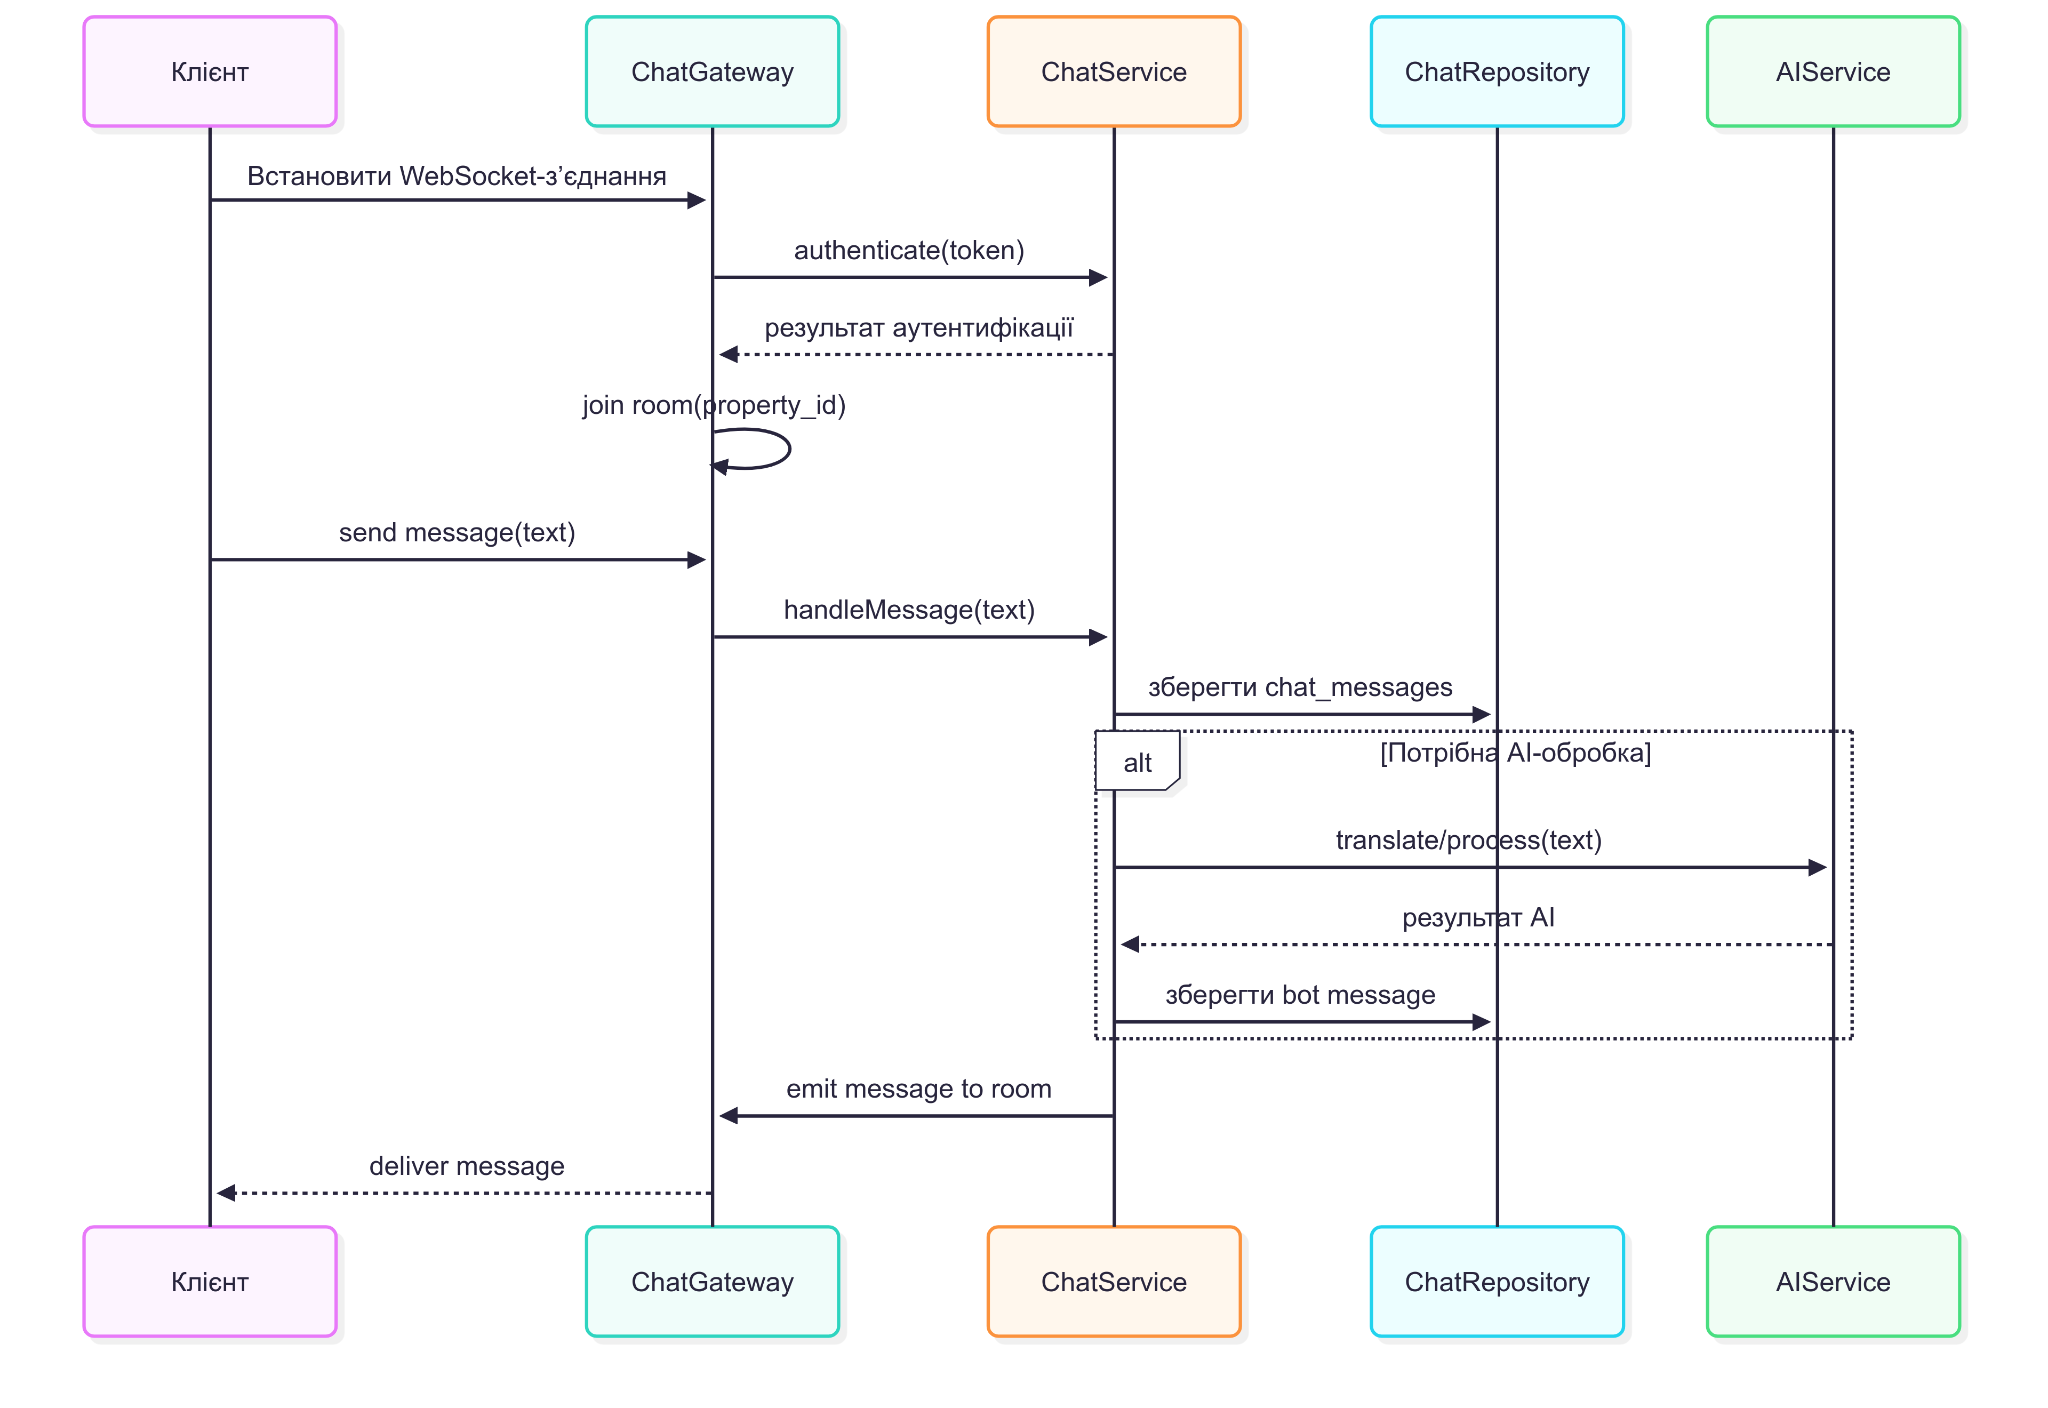 Клієнт
ChatGateway
ChatService
ChatRepository
AIService
Встановити WebSocket-з’єднання
authenticate(token)
результат аутентифікації
join room(property_id)
send message(text)
handleMessage(text)
зберегти chat_messages
alt
[Потрібна AI-обробка]
translate/process(text)
результат AI
зберегти bot message
emit message to room
deliver message
Клієнт
ChatGateway
ChatService
ChatRepository
AIService